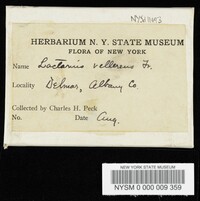 HERBARIUM N. Y. STATE MUSEUM
FLORA OF NEW YORK
Name Lactarius vellereus Fr.
Locality Delmar, Albany Co
Collected by Charles H. Peck
No. Date Aug.
NEW YORK STATE MUSEUM
NYSM 0 000 009 359